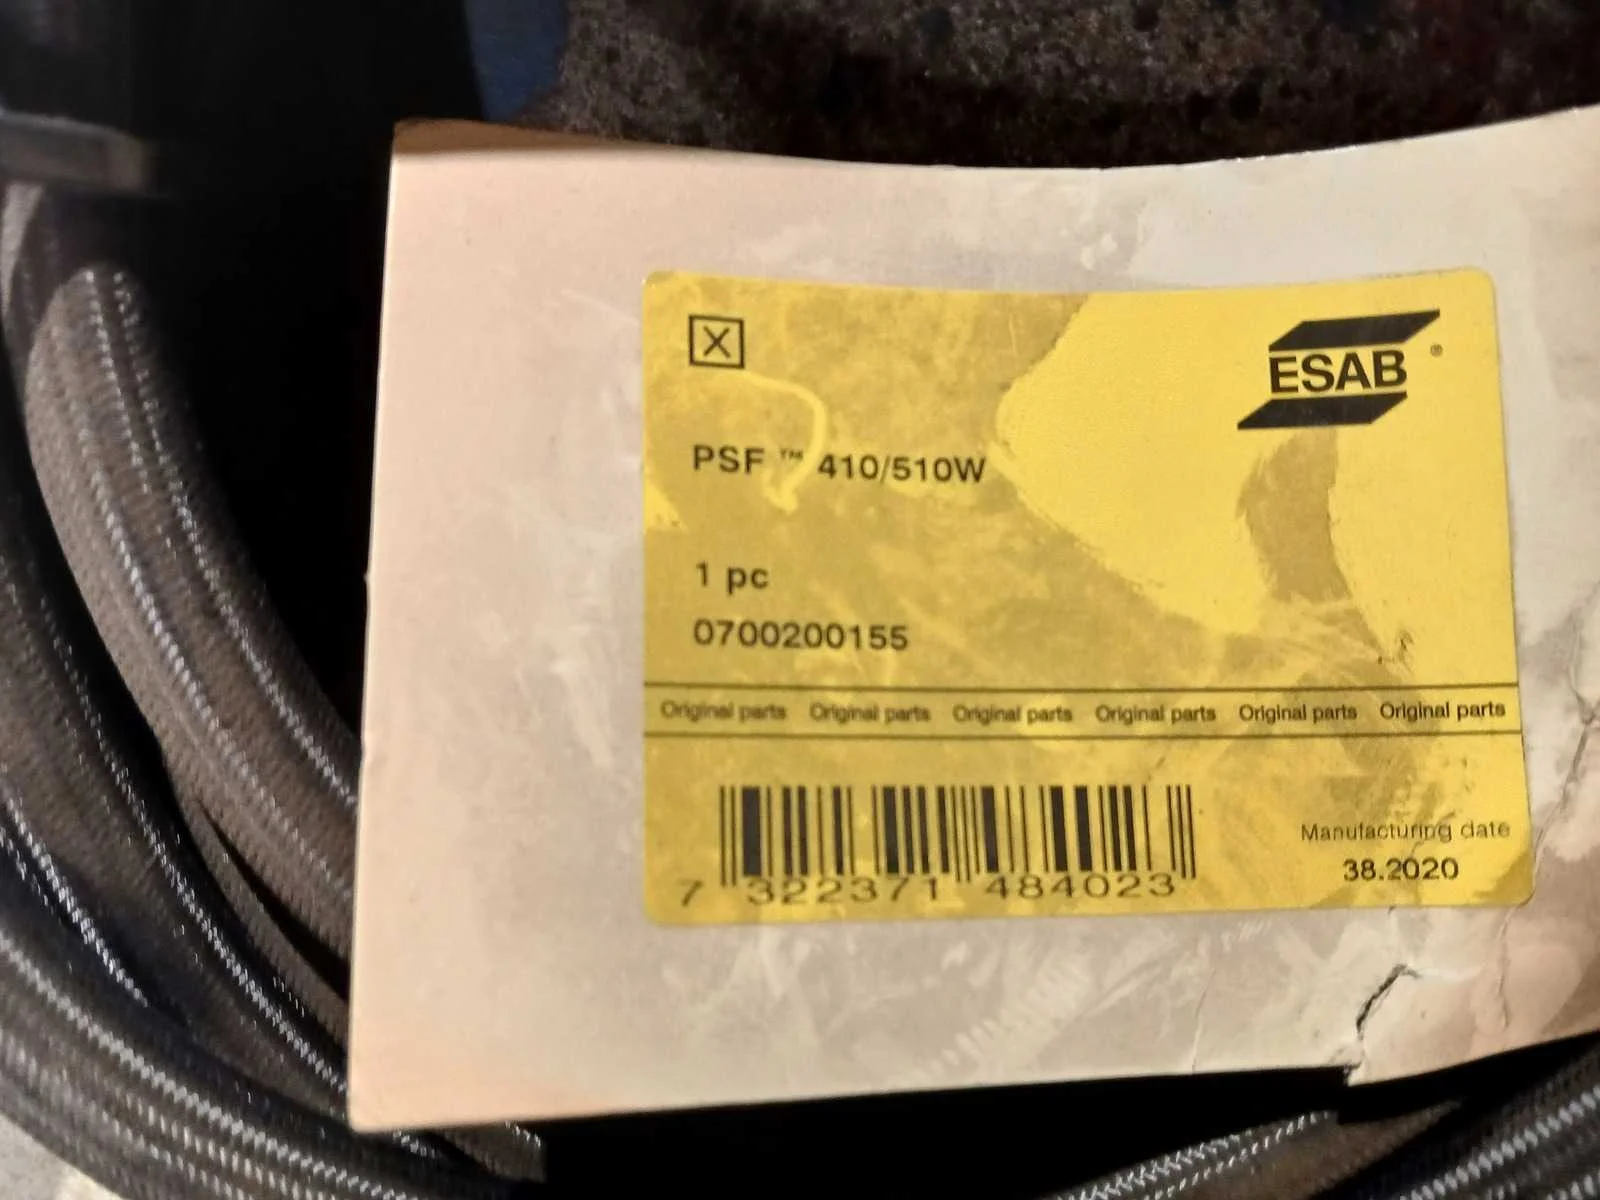 X
ESAB ®
PSF ™ 410/510W
1 pc
0700200155
Original parts Original parts Original parts Original parts Original parts Original parts
7 322371 484023
Manufacturing date
38.2020